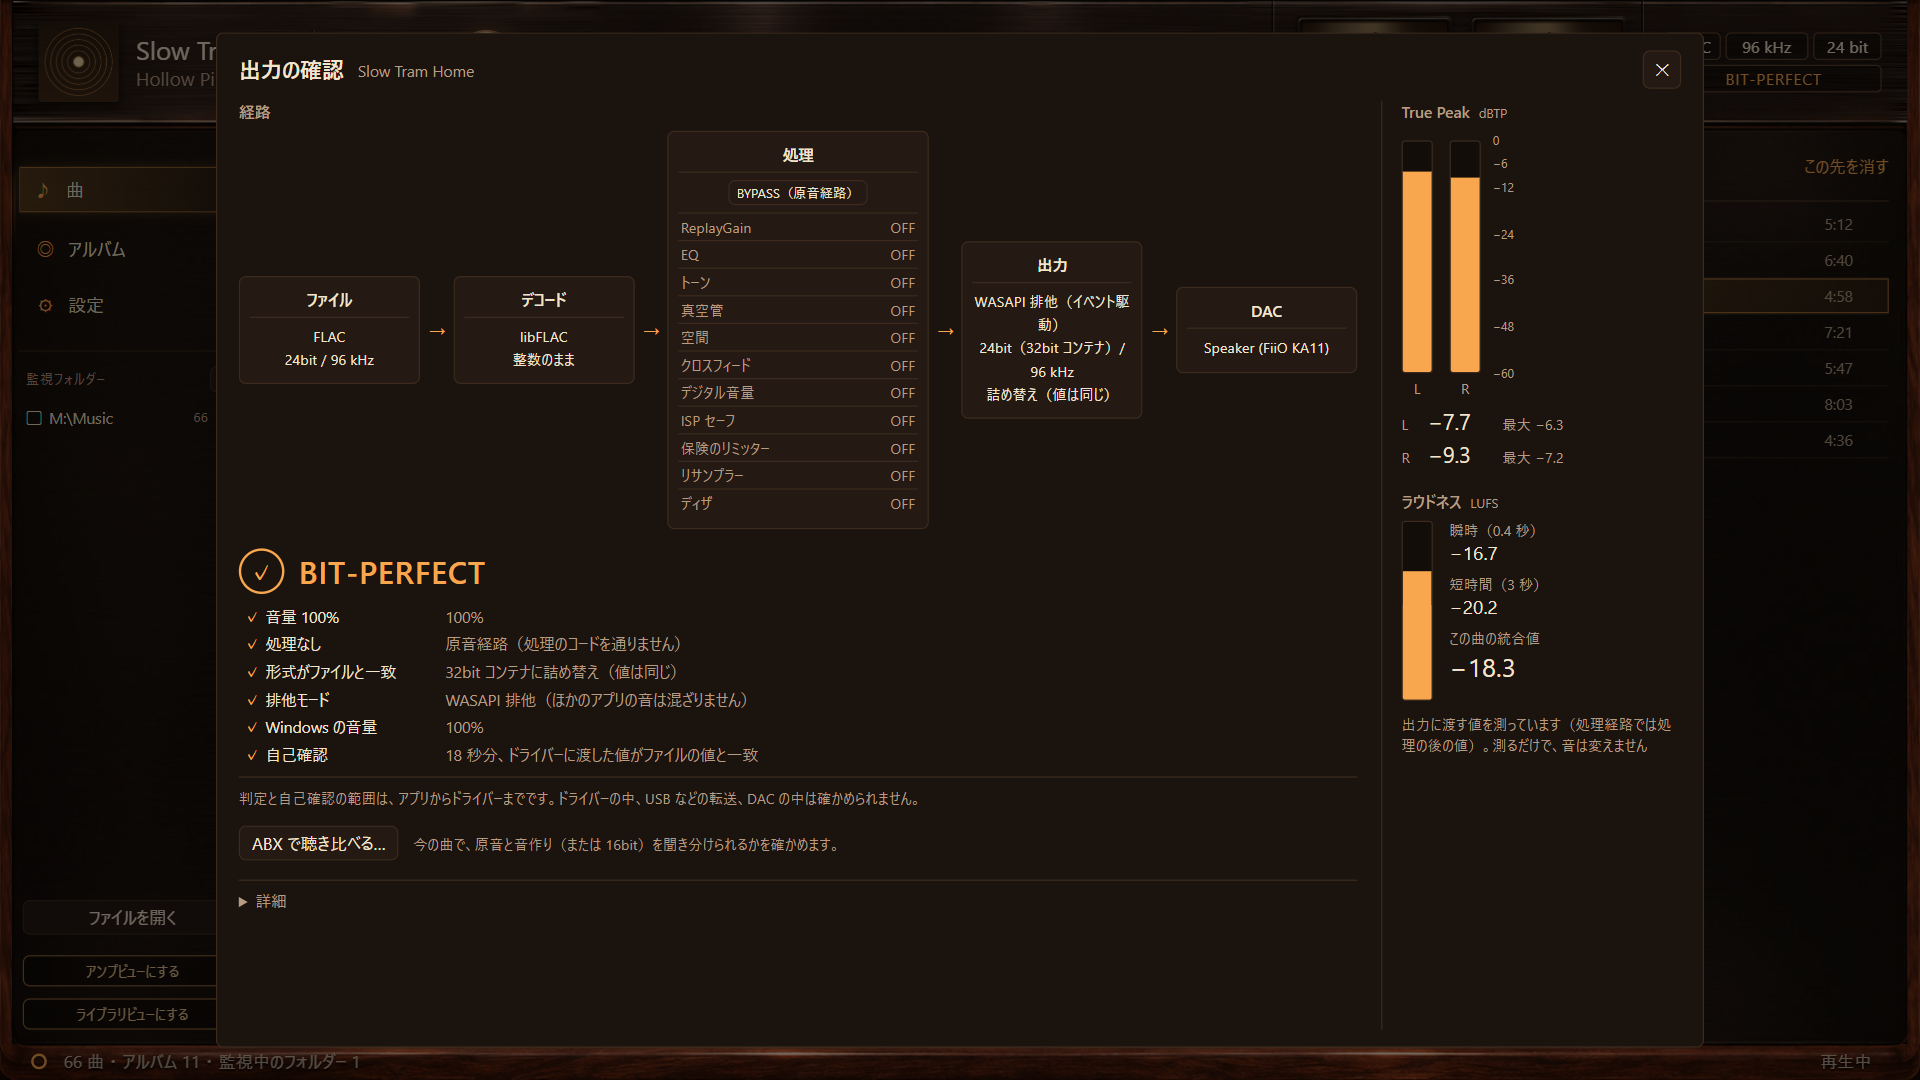 出力の確認 Slow Tram Home
経路
ファイル
FLAC
24bit / 96 kHz
→
デコード
libFLAC
整数のまま
→
処理
BYPASS（原音経路）
ReplayGain OFF
EQ OFF
トーン OFF
真空管 OFF
空間 OFF
クロスフィード OFF
デジタル音量 OFF
ISP セーフ OFF
保険のリミッター OFF
リサンプラー OFF
ディザ OFF
→
出力
WASAPI 排他（イベント駆
動）
24bit（32bit コンテナ）/
96 kHz
詰め替え（値は同じ）
→
DAC
Speaker (FiiO KA11)
✓ BIT-PERFECT
✓ 音量 100% 100%
✓ 処理なし 原音経路（処理のコードを通りません）
✓ 形式がファイルと一致 32bit コンテナに詰め替え（値は同じ）
✓ 排他モード WASAPI 排他（ほかのアプリの音は混ざりません）
✓ Windows の音量 100%
✓ 自己確認 18 秒分、ドライバーに渡した値がファイルの値と一致
判定と自己確認の範囲は、アプリからドライバーまでです。ドライバーの中、USB などの転送、DAC の中は確かめられません。
ABX で聴き比べる... 今の曲で、原音と音作り（または 16bit）を聞き分けられるかを確かめます。
▶ 詳細
True Peak dBTP
0
−6
−12
−24
−36
−48
−60
L R
L −7.7 最大 −6.3
R −9.3 最大 −7.2
ラウドネス LUFS
瞬時（0.4 秒）
−16.7
短時間（3 秒）
−20.2
この曲の統合値
−18.3
出力に渡す値を測っています（処理経路では処
理の後の値）。測るだけで、音は変えません
Slow Tr
Hollow Pi
♪ 曲
アルバム
設定
監視フォルダー
M:\Music 66
ファイルを開く
アンプビューにする
ライブラリビューにする
C 96 kHz 24 bit
BIT-PERFECT
この先を消す
5:12
6:40
4:58
7:21
5:47
8:03
4:36
66 曲・アルバム 11・監視中のフォルダー 1
再生中